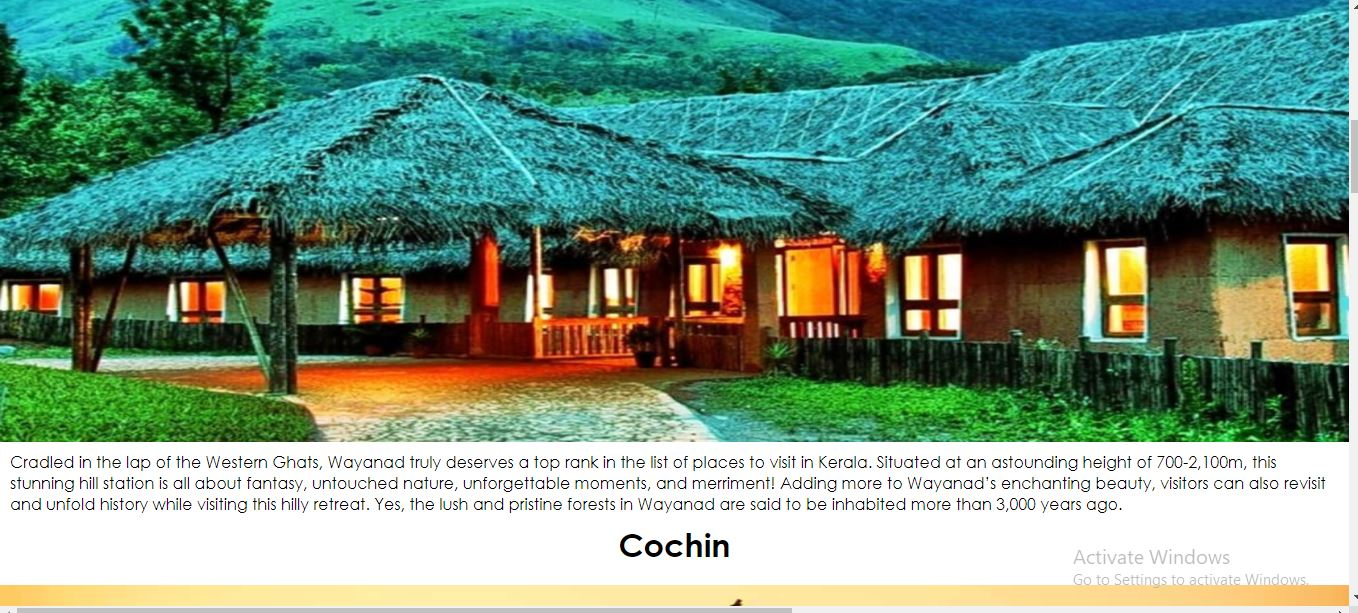 Cradled in the lap of the Western Ghats, Wayanad truly deserves a top rank in the list of places to visit in Kerala. Situated at an astounding height of 700-2,100m, this
stunning hill station is all about fantasy, untouched nature, unforgettable moments, and merriment! Adding more to Wayanad’s enchanting beauty, visitors can also revisit
and unfold history while visiting this hilly retreat. Yes, the lush and pristine forests in Wayanad are said to be inhabited more than 3,000 years ago.
Cochin
Activate Windows
Go to Settings to activate Windows.